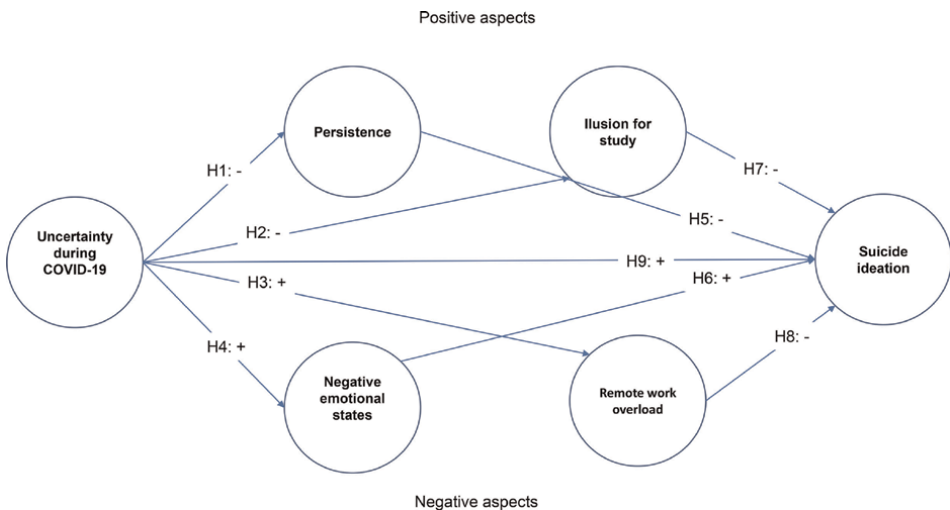 Positive aspects
Persistence
Ilusion for
study
H1: -
H7: -
H2: -
H5: -
Uncertainty
during
COVID-19
H9: +
Suicide
ideation
H3: +
H6: +
H4: +
H8: -
Negative
emotional
states
Remote work
overload
Negative aspects